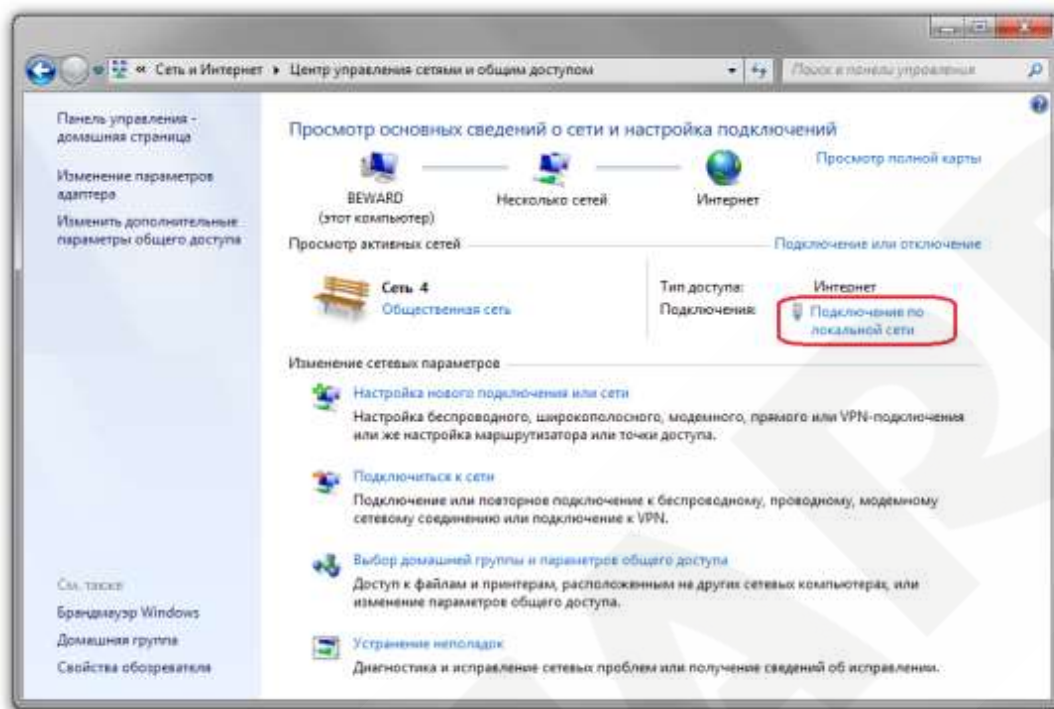 « Сеть и Интернет ▸ Центр управления сетями и общим доступом
Поиск в панели управления
Панель управления -
домашняя страница
Изменение параметров
адаптера
Изменить дополнительные
параметры общего доступа
См. также
Брандмауэр Windows
Домашняя группа
Свойства обозревателя
Просмотр основных сведений о сети и настройка подключений
Просмотр полной карты
BEWARD
(этот компьютер)
Несколько сетей
Интернет
Просмотр активных сетей
Подключение или отключение
Сеть 4
Общественная сеть
Тип доступа: Интернет
Подключения: Подключение по
локальной сети
Изменение сетевых параметров
Настройка нового подключения или сети
Настройка беспроводного, широкополосного, модемного, прямого или VPN-подключения
или же настройка маршрутизатора или точки доступа.
Подключиться к сети
Подключение или повторное подключение к беспроводному, проводному, модемному
сетевому соединению или подключение к VPN.
Выбор домашней группы и параметров общего доступа
Доступ к файлам и принтерам, расположенным на других сетевых компьютерах, или
изменение параметров общего доступа.
Устранение неполадок
Диагностика и исправление сетевых проблем или получение сведений об исправлении.